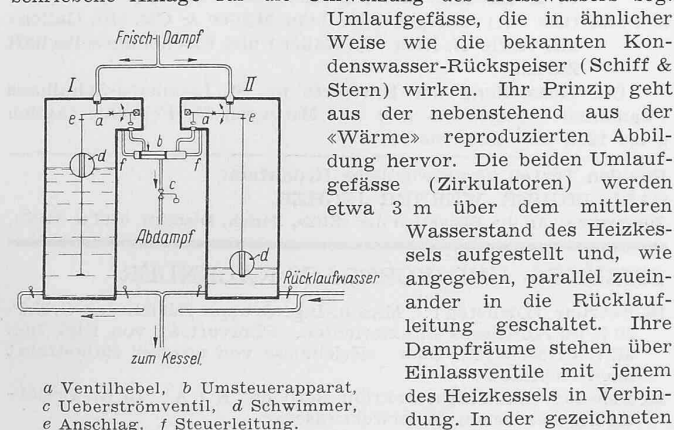 Umlaufgefässe, die in ähnlicher
Weise wie die bekannten Kon-
denswasser-Rückspeiser (Schiff &
Stern) wirken. Ihr Prinzip geht
aus der nebenstehend aus der
«Wärme» reproduzierten Abbil-
dung hervor. Die beiden Umlauf-
gefässe (Zirkulatoren) werden
etwa 3 m über dem mittleren
Wasserstand des Heizkes-
sels aufgestellt und, wie
angegeben, parallel zuein-
ander in die Rücklauf-
leitung geschaltet. Ihre
Dampfräume stehen über
Einlassventile mit jenem
des Heizkessels in Verbin-
dung. In der gezeichneten
Frisch-Dampf
I
II
a
a
e
e
b
f
f
d
c
d
Abdampf
Rücklaufwasser
zum Kessel
a Ventilhebel, b Umsteuerapparat,
c Ueberströmventil, d Schwimmer,
e Anschlag, f Steuerleitung.